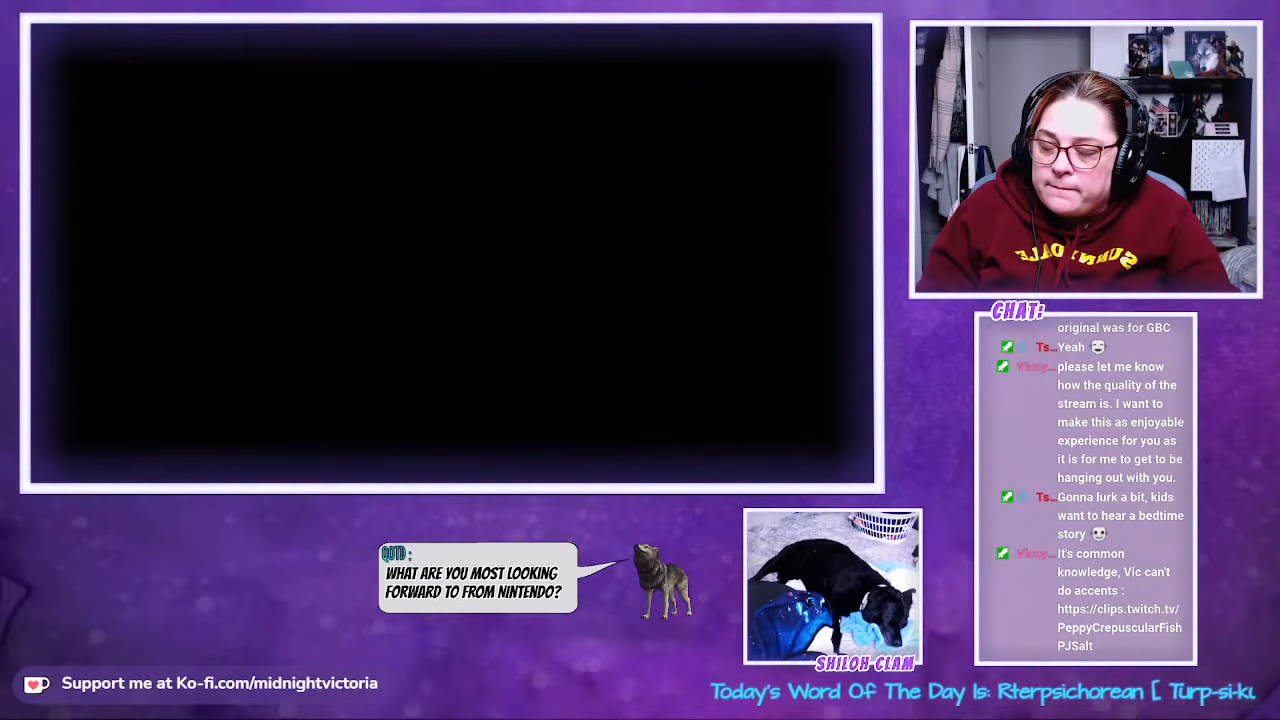 CHAT:
original was for GBC
Ts... Yeah
please let me know
how the quality of the
stream is. I want to
make this as enjoyable
experience for you as
it is for me to get to be
hanging out with you.
Ts... Gonna lurk a bit, kids
want to hear a bedtime
story
It's common
knowledge, Vic can't
do accents :
https://clips.twitch.tv/
PeppyCrepuscularFish
PJSalt
QOTD:
WHAT ARE YOU MOST LOOKING
FORWARD TO FROM NINTENDO?
SHILOH CLAM
Support me at Ko-fi.com/midnightvictoria
Today's Word Of The Day Is: Rterpsichorean [ Turp-si-ku